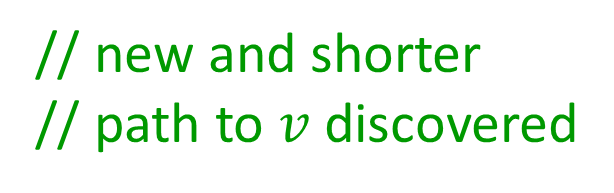 // new and shorter
// path to 𝑣 discovered